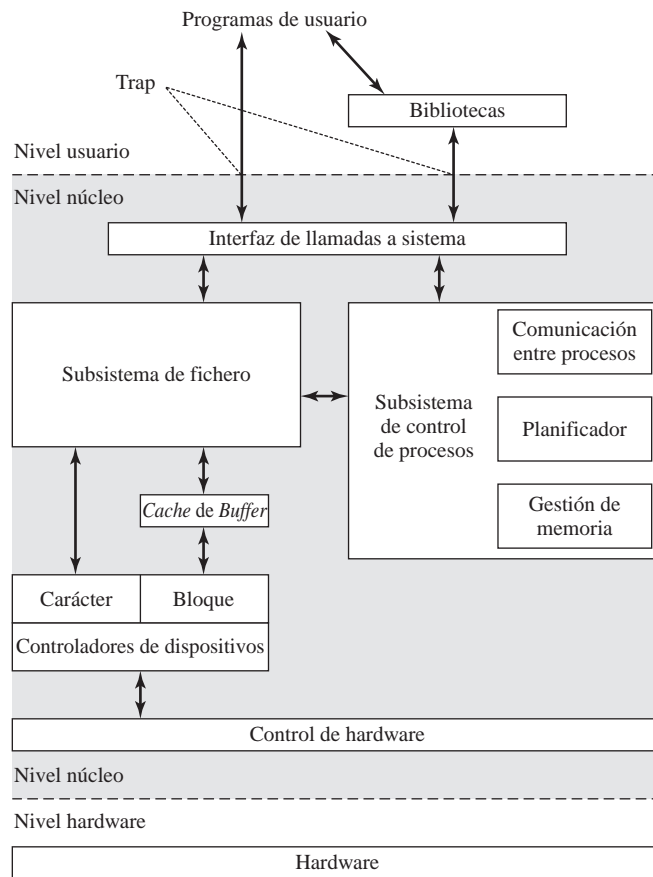 Programas de usuario
Trap
Bibliotecas
Nivel usuario
Nivel núcleo
Interfaz de llamadas a sistema
Subsistema de fichero
Subsistema
de control
de procesos
Comunicación
entre procesos
Planificador
Gestión de
memoria
Cache de Buffer
Carácter
Bloque
Controladores de dispositivos
Control de hardware
Nivel núcleo
Nivel hardware
Hardware